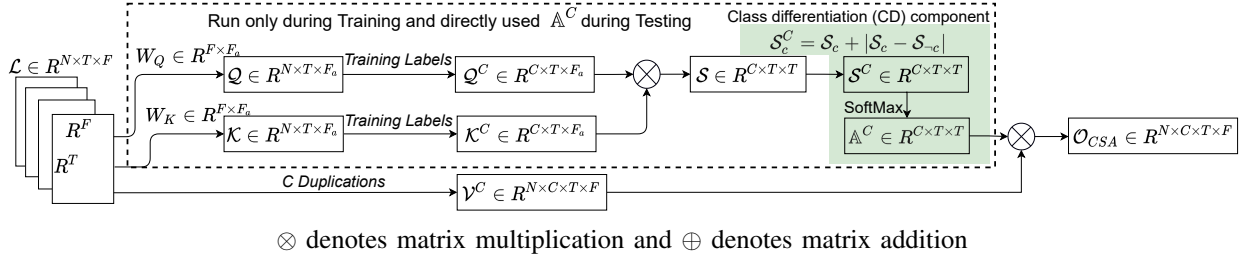 Run only during Training and directly used 𝔸^C during Testing
Class differentiation (CD) component
𝒮_c^C = 𝒮_c + |𝒮_c − 𝒮_¬c|
ℒ ∈ R^{N×T×F}
R^F
R^T
W_Q ∈ R^{F×F_a}
𝒬 ∈ R^{N×T×F_a}
Training Labels
𝒬^C ∈ R^{C×T×F_a}
⊗
𝒮 ∈ R^{C×T×T}
𝒮^C ∈ R^{C×T×T}
SoftMax
W_K ∈ R^{F×F_a}
𝒦 ∈ R^{N×T×F_a}
Training Labels
𝒦^C ∈ R^{C×T×F_a}
𝔸^C ∈ R^{C×T×T}
⊗
𝒪_{CSA} ∈ R^{N×C×T×F}
C Duplications
𝒱^C ∈ R^{N×C×T×F}
⊗ denotes matrix multiplication and ⊕ denotes matrix addition